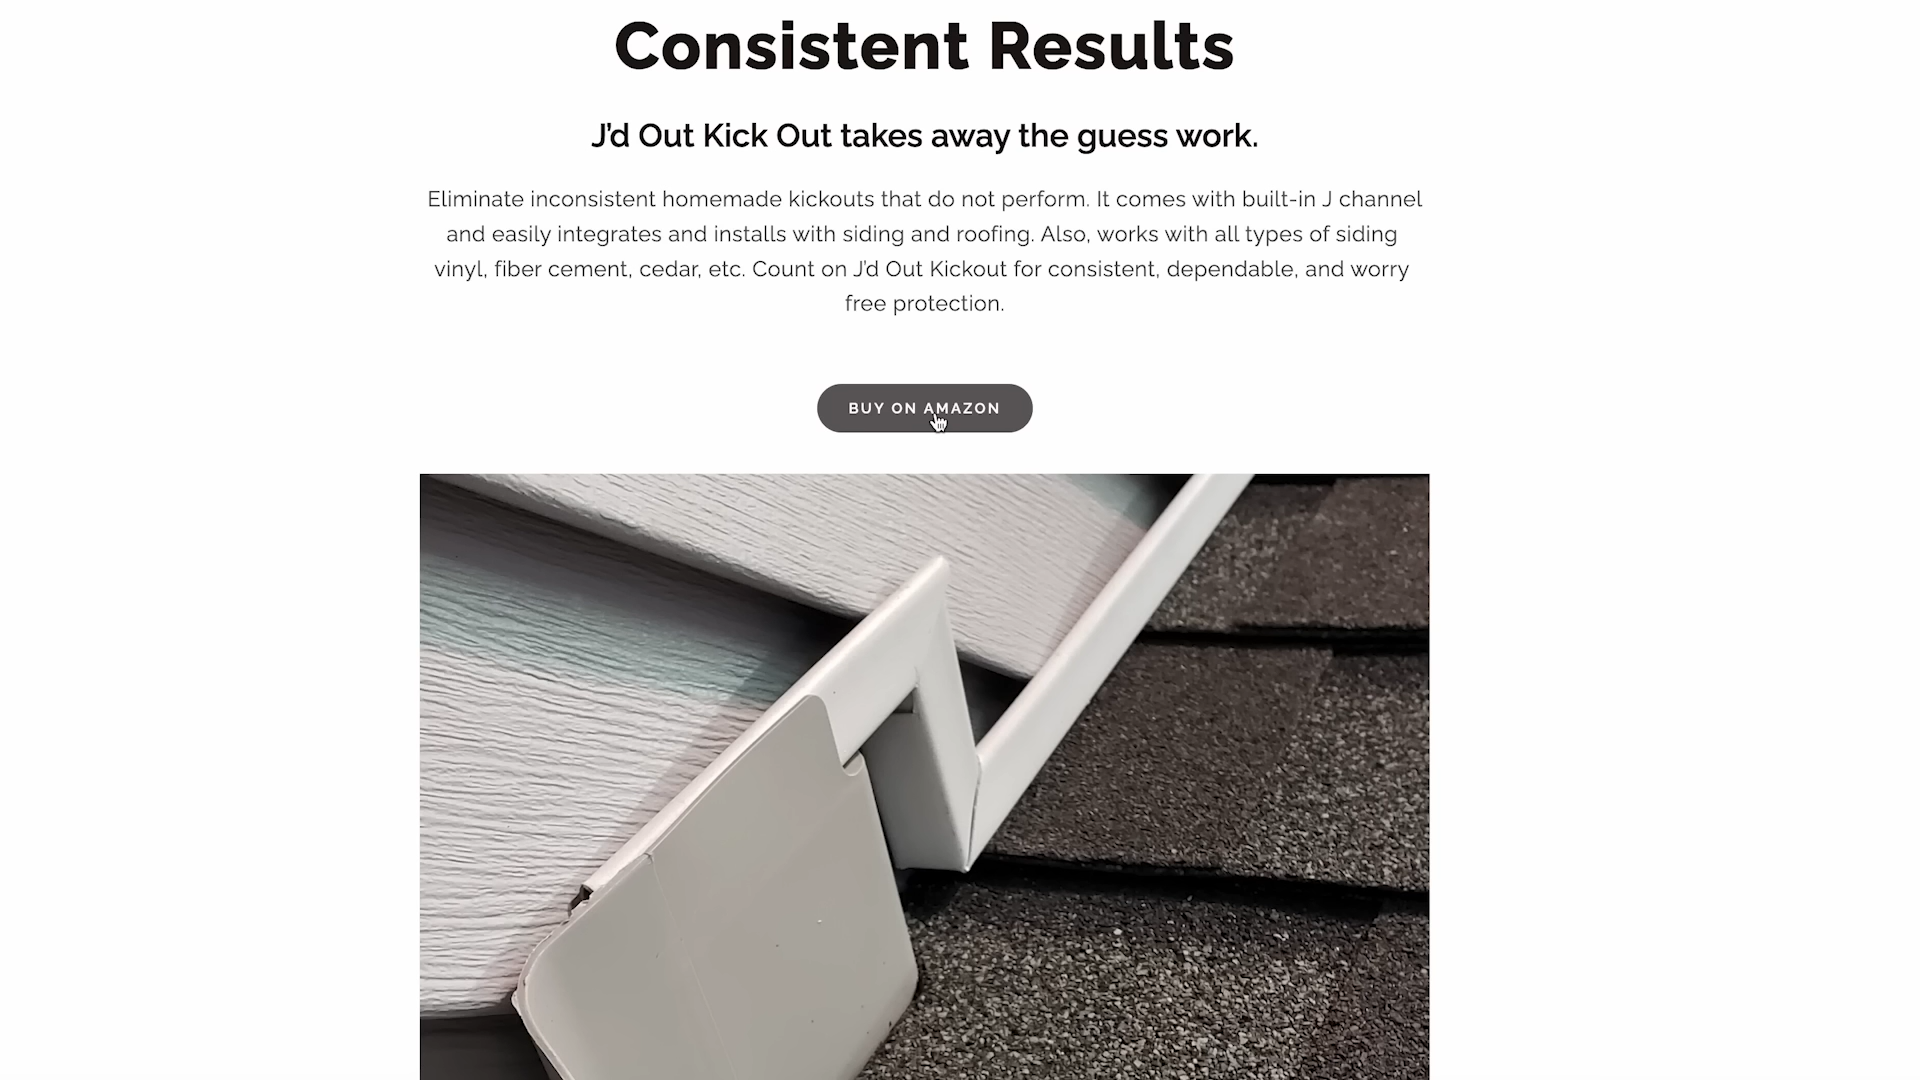 Consistent Results
J'd Out Kick Out takes away the guess work.
Eliminate inconsistent homemade kickouts that do not perform. It comes with built-in J channel
and easily integrates and installs with siding and roofing. Also, works with all types of siding
vinyl, fiber cement, cedar, etc. Count on J'd Out Kickout for consistent, dependable, and worry
free protection.
BUY ON AMAZON